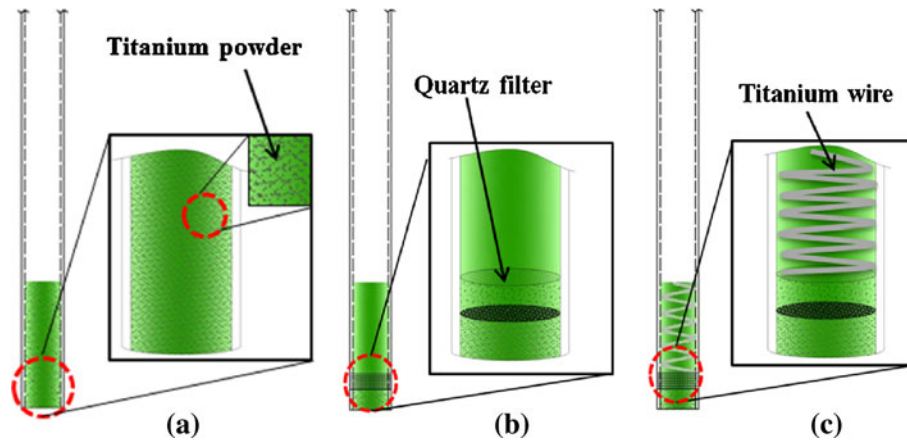 Titanium powder
Quartz filter
Titanium wire
(a)
(b)
(c)